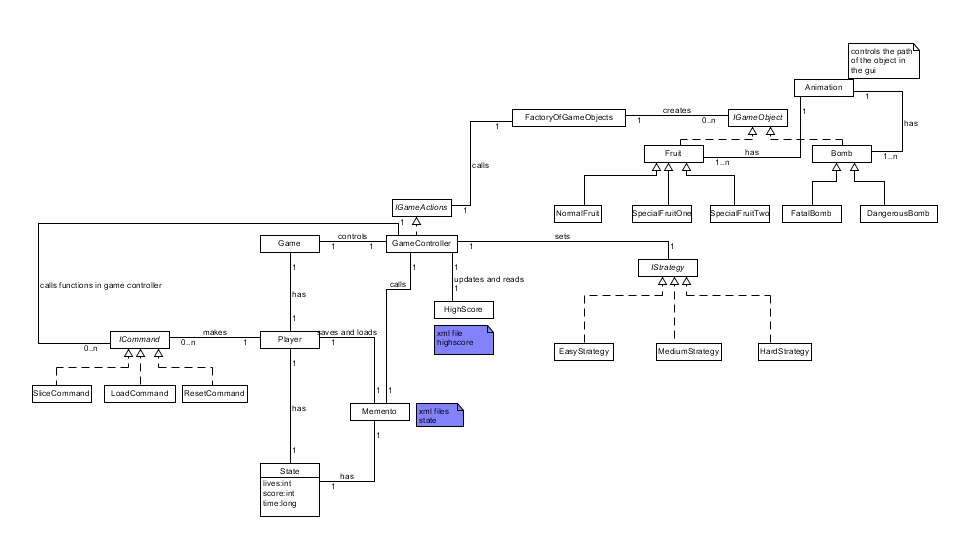 controls the path
of the object in
the gui
Animation
1
1
has
1..n
FactoryOfGameObjects
1
creates
1
0..n
IGameObject
calls
1
Fruit
has
1..n
1
Bomb
NormalFruit
SpecialFruitOne
SpecialFruitTwo
FatalBomb
DangerousBomb
IGameActions
1
Game
controls
1
1
GameController
1
sets
1
IStrategy
calls functions in game controller
1
has
1
1
calls
1
updates and reads
1
HighScore
xml file
highscore
EasyStrategy
MediumStrategy
HardStrategy
ICommand
0..n
makes
0..n
1
Player
saves and loads
1
SliceCommand
LoadCommand
ResetCommand
1
has
1
1
1
Memento
xml files
state
1
has
1
State
lives:int
score:int
time:long